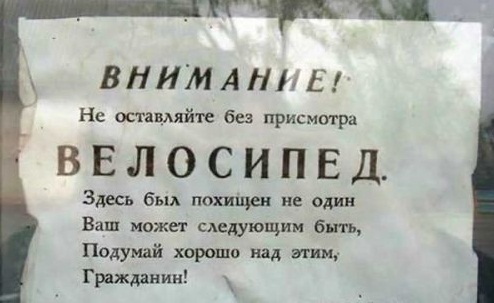 ВНИМАНИЕ!
Не оставляйте без присмотра
ВЕЛОСИПЕД.
Здесь был похищен не один
Ваш может следующим быть,
Подумай хорошо над этим,
Гражданин!